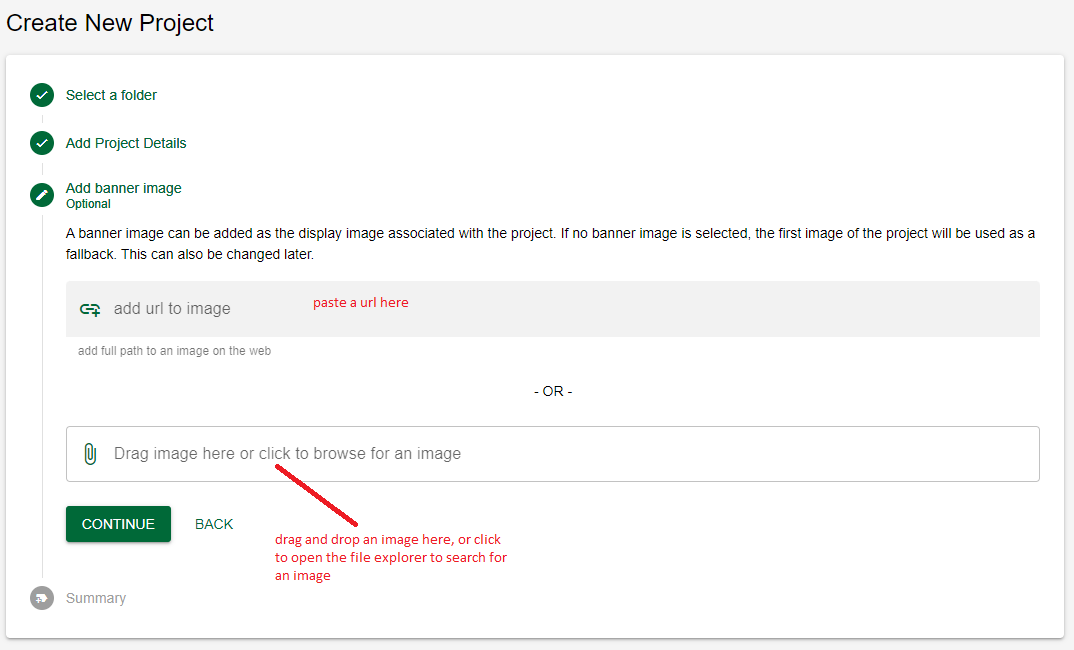 Create New Project
Select a folder
Add Project Details
Add banner image
Optional
A banner image can be added as the display image associated with the project. If no banner image is selected, the first image of the project will be used as a
fallback. This can also be changed later.
add url to image
paste a url here
add full path to an image on the web
- OR -
Drag image here or click to browse for an image
CONTINUE
BACK
drag and drop an image here, or click
to open the file explorer to search for
an image
Summary